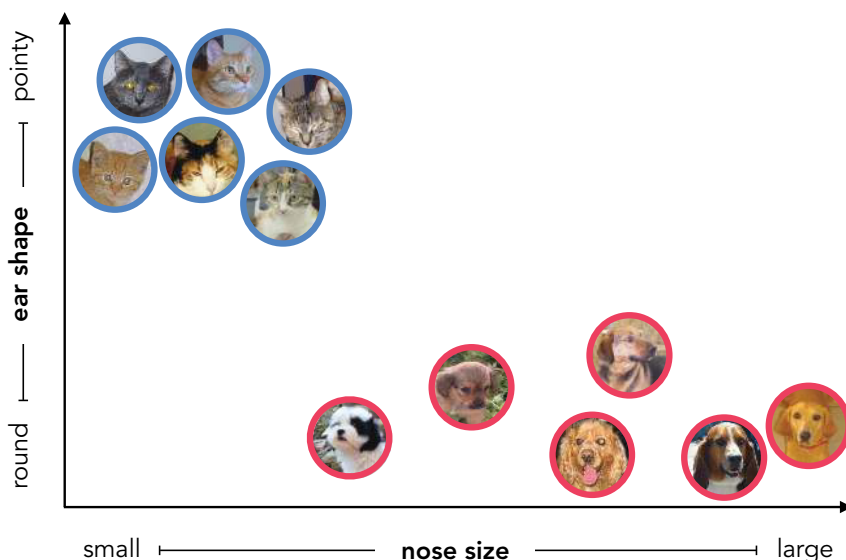 pointy
ear shape
round
small
nose size
large